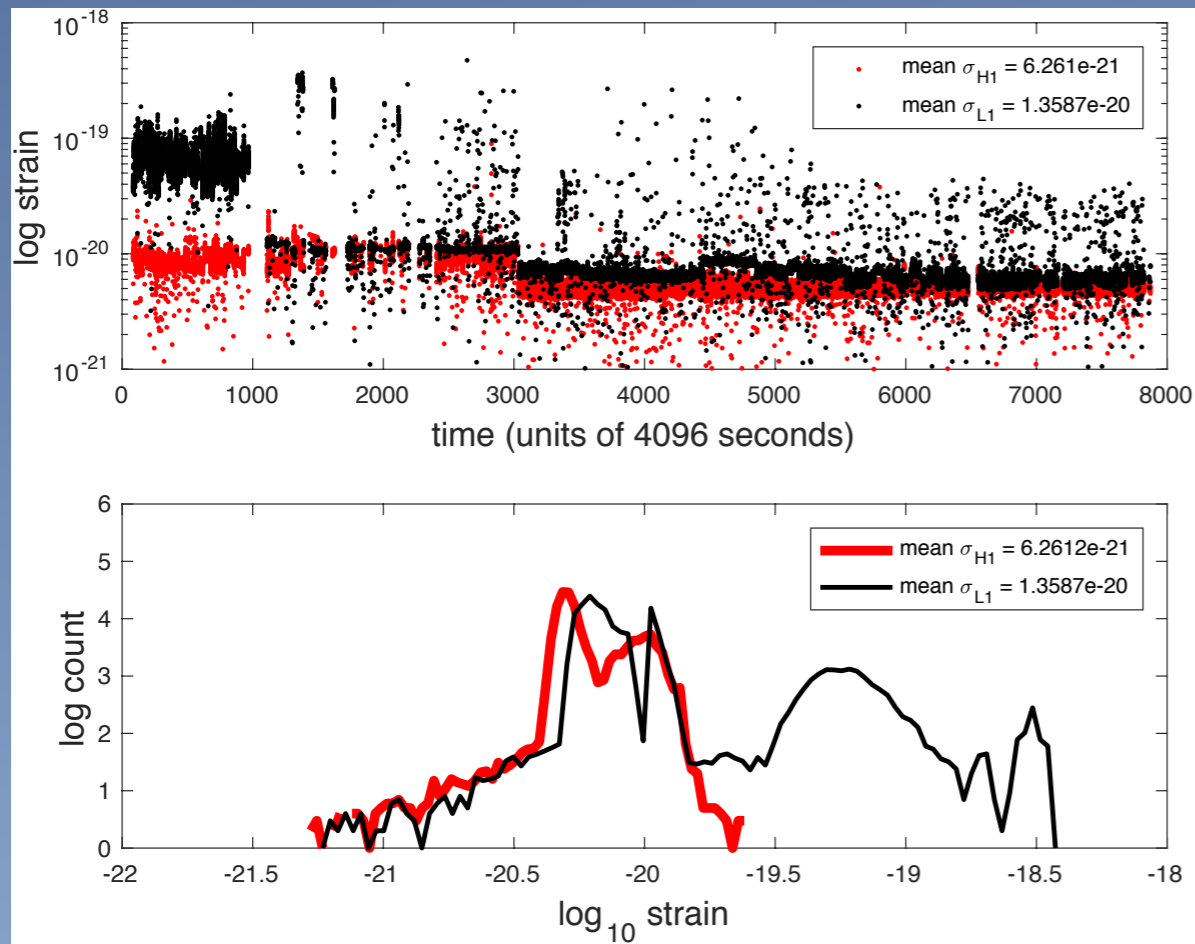 10^-18
10^-19
10^-20
10^-21
log strain
mean σ_H1 = 6.261e-21
mean σ_L1 = 1.3587e-20
0 1000 2000 3000 4000 5000 6000 7000 8000
time (units of 4096 seconds)
6
5
4
3
2
1
0
log count
mean σ_H1 = 6.2612e-21
mean σ_L1 = 1.3587e-20
-22 -21.5 -21 -20.5 -20 -19.5 -19 -18.5 -18
log_10 strain